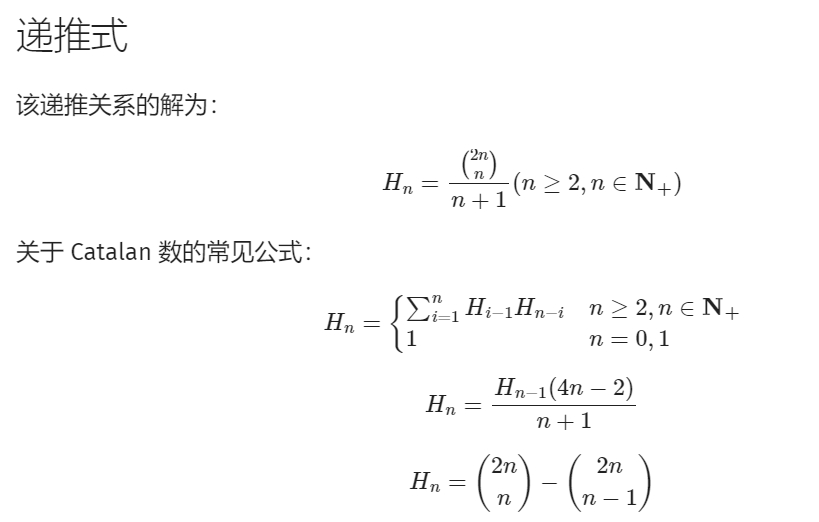 递推式
该递推关系的解为：
$H_n = \frac{\binom{2n}{n}}{n+1} (n \geq 2, n \in \mathbf{N}_+)$
关于 Catalan 数的常见公式：
$H_n = \begin{cases} \sum_{i=1}^{n} H_{i-1} H_{n-i} & n \geq 2, n \in \mathbf{N}_+ \\ 1 & n = 0, 1 \end{cases}$
$H_n = \frac{H_{n-1}(4n-2)}{n+1}$
$H_n = \binom{2n}{n} - \binom{2n}{n-1}$